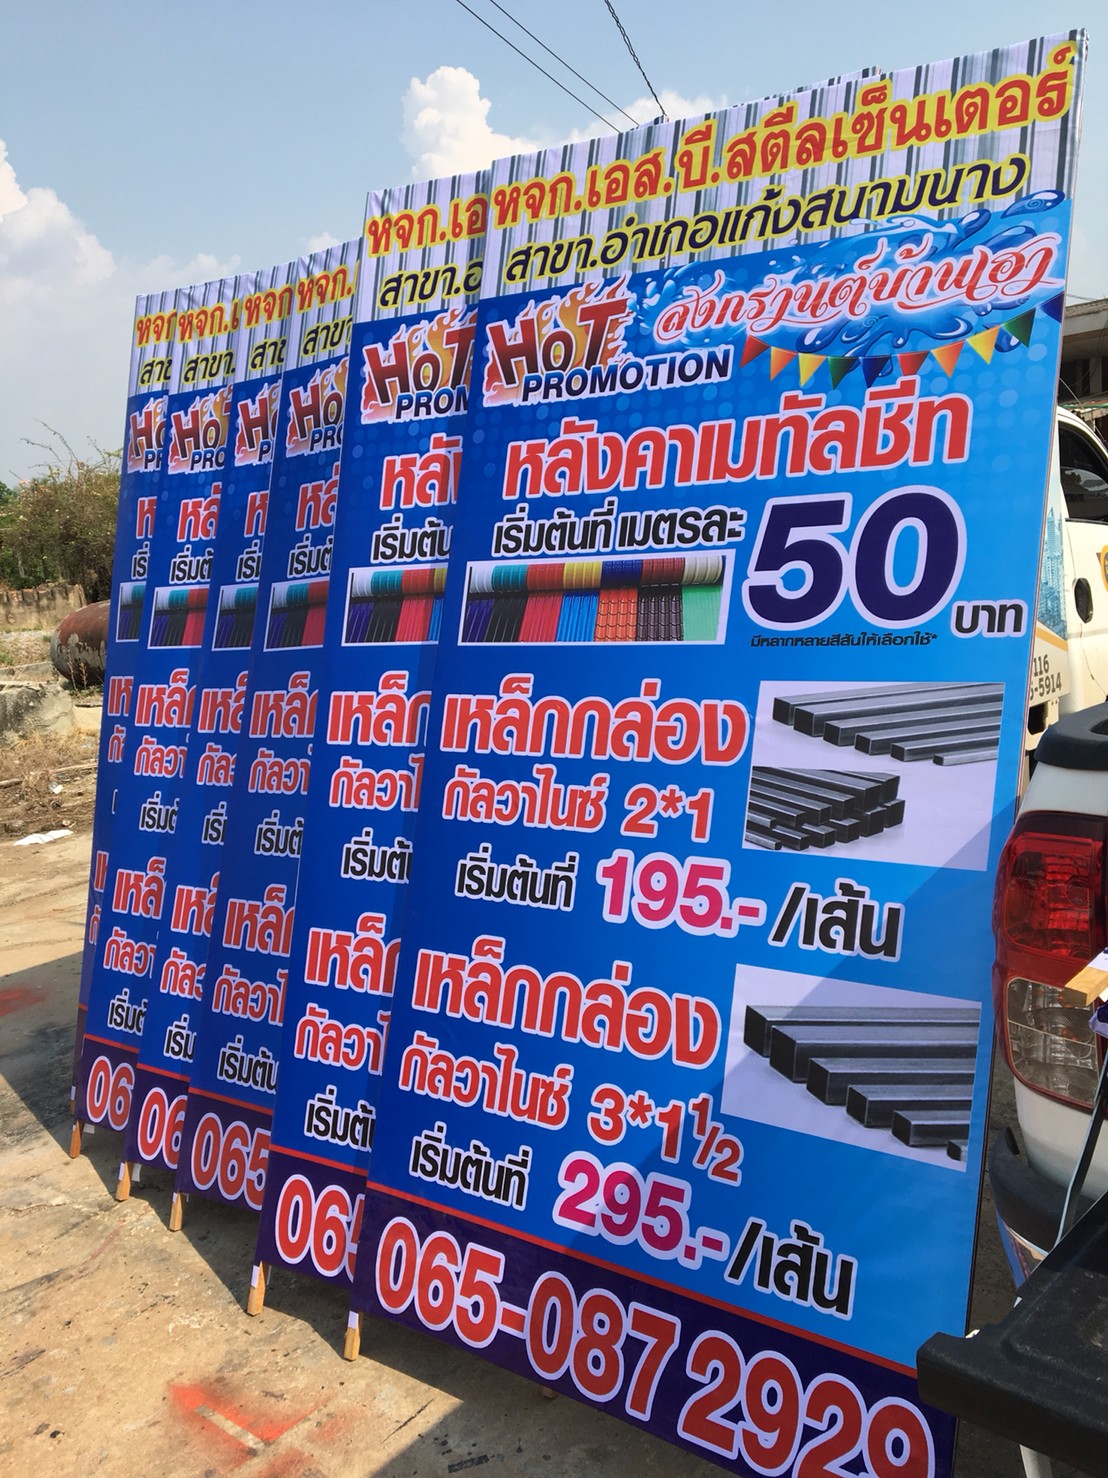 หจก.เอส.บี.สตีลเซ็นเตอร์
สาขา.อำเภอแก้งสนามนาง
สงกรานต์บ้านเฮา
HOT
PROMOTION
หลังคาเมทัลชีท
เริ่มต้นที่ เมตรละ 50 บาท
มีหลากหลายสีสันให้เลือกใช้*
เหล็กกล่อง
กัลวาไนซ์ 2*1
เริ่มต้นที่ 195.-/เส้น
เหล็กกล่อง
กัลวาไนซ์ 3*1 1/2
เริ่มต้นที่ 295.-/เส้น
065-087 2929